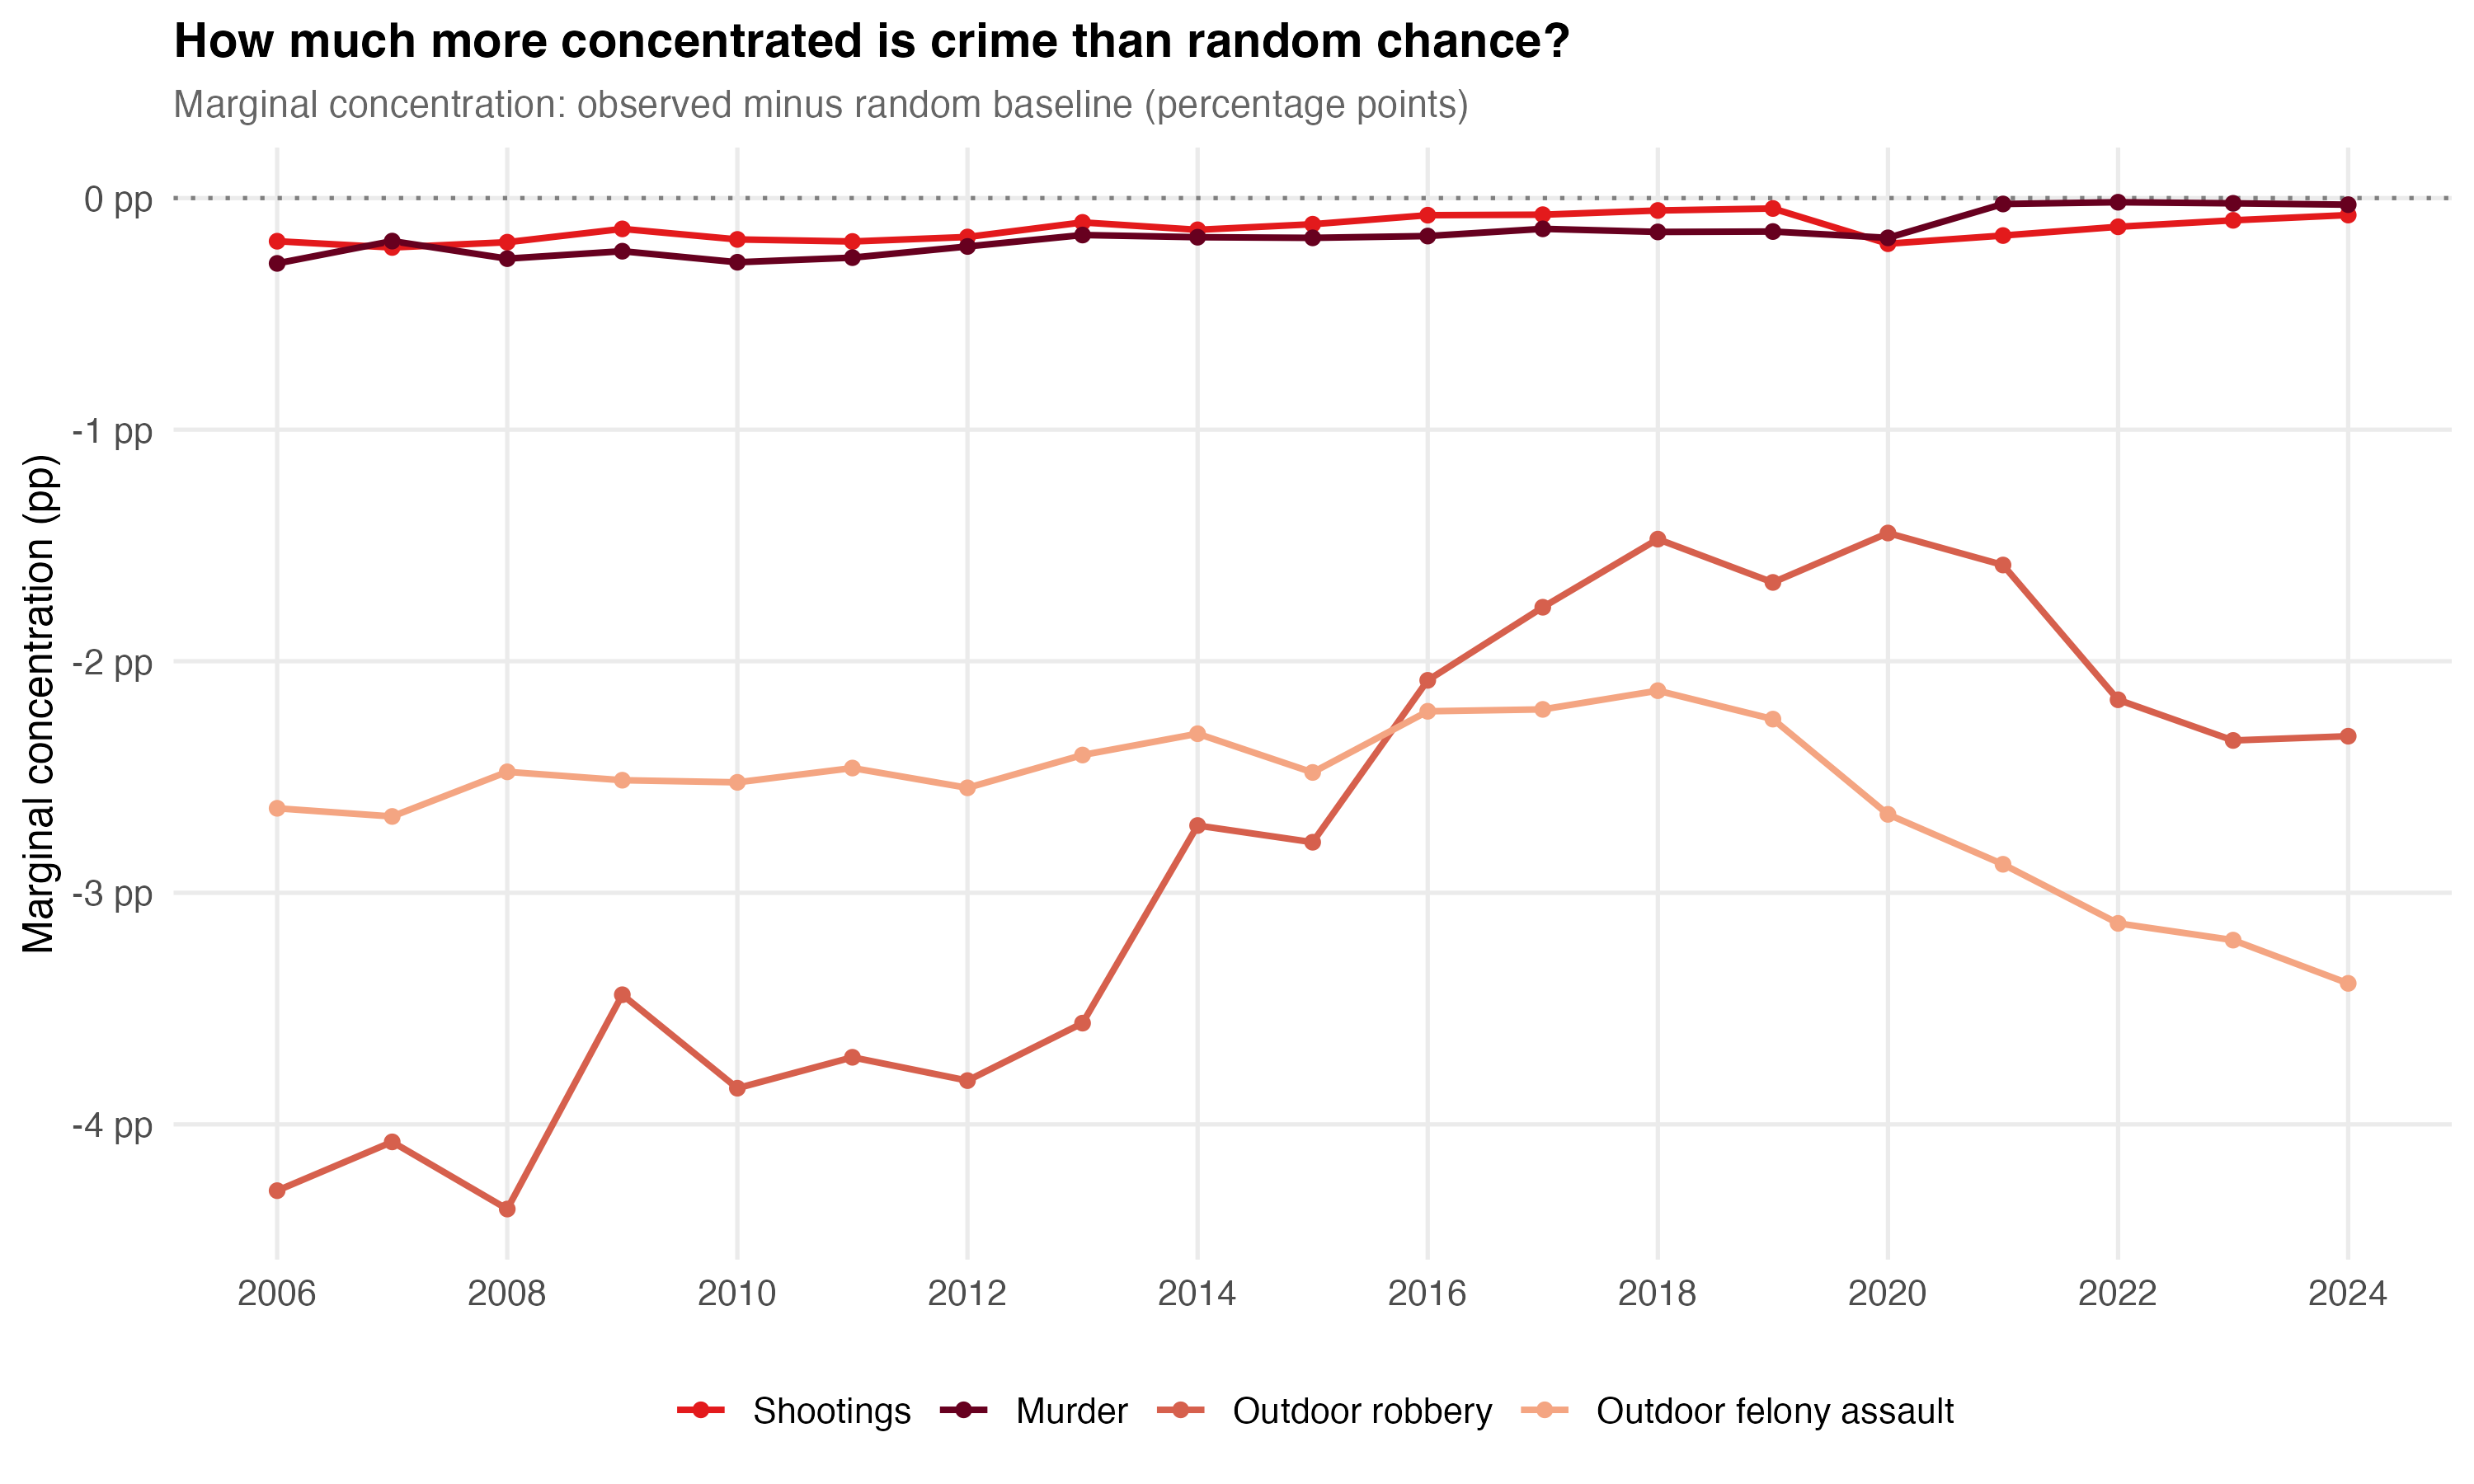 How much more concentrated is crime than random chance?
Marginal concentration: observed minus random baseline (percentage points)
Marginal concentration (pp)
0 pp
-1 pp
-2 pp
-3 pp
-4 pp
2006 2008 2010 2012 2014 2016 2018 2020 2022 2024
Shootings Murder Outdoor robbery Outdoor felony assault